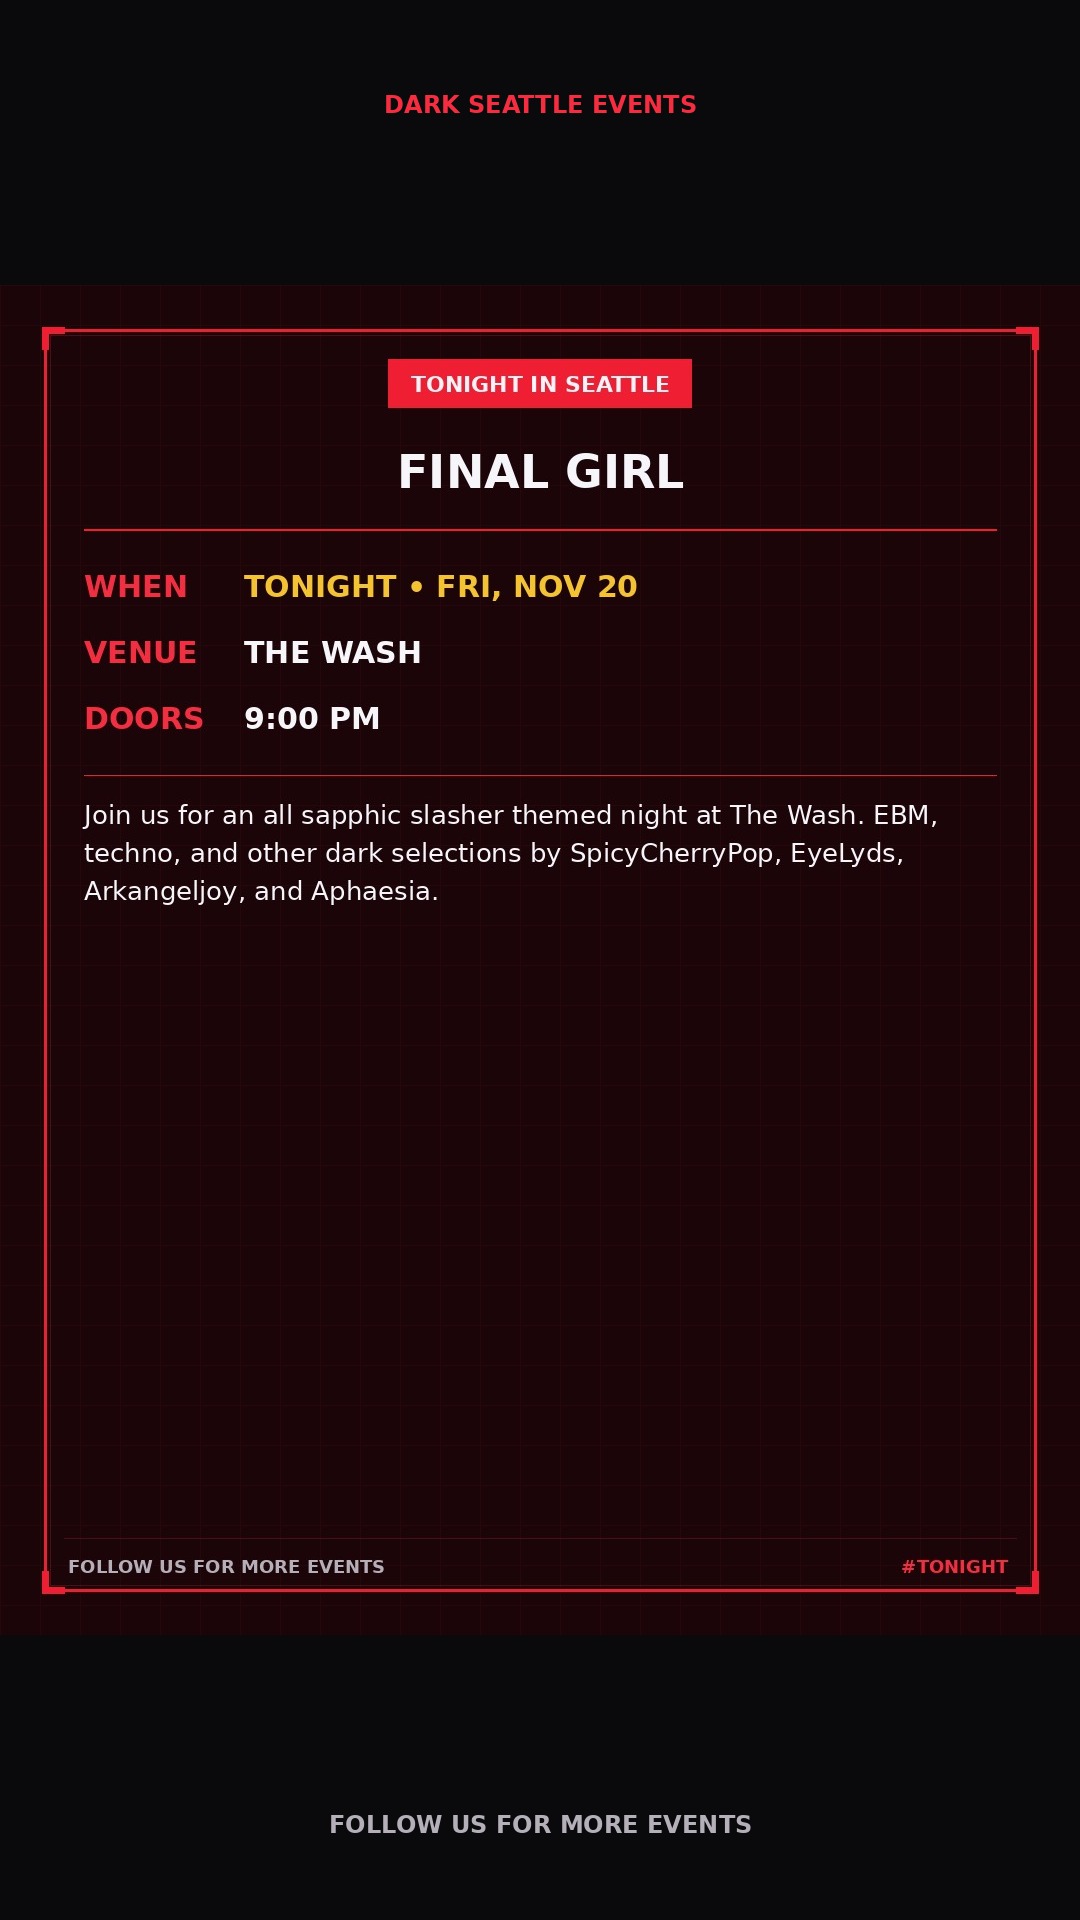 DARK SEATTLE EVENTS
TONIGHT IN SEATTLE
FINAL GIRL
WHEN TONIGHT • FRI, NOV 20
VENUE THE WASH
DOORS 9:00 PM
Join us for an all sapphic slasher themed night at The Wash. EBM,
techno, and other dark selections by SpicyCherryPop, EyeLyds,
Arkangeljoy, and Aphaesia.
FOLLOW US FOR MORE EVENTS #TONIGHT
FOLLOW US FOR MORE EVENTS